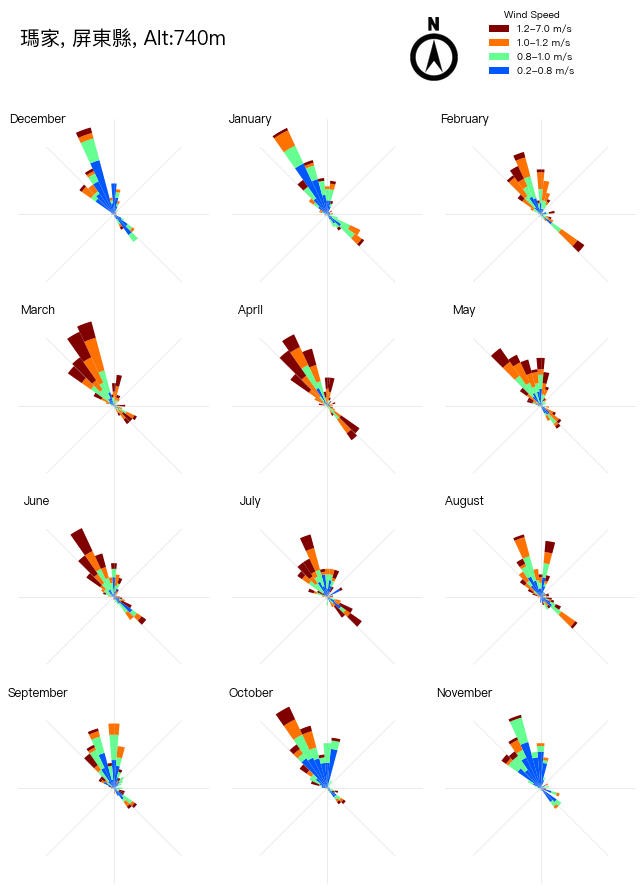 瑪家, 屏東縣, Alt:740m
N
Wind Speed
1.2–7.0 m/s
1.0–1.2 m/s
0.8–1.0 m/s
0.2–0.8 m/s
December
January
February
March
April
May
June
July
August
September
October
November